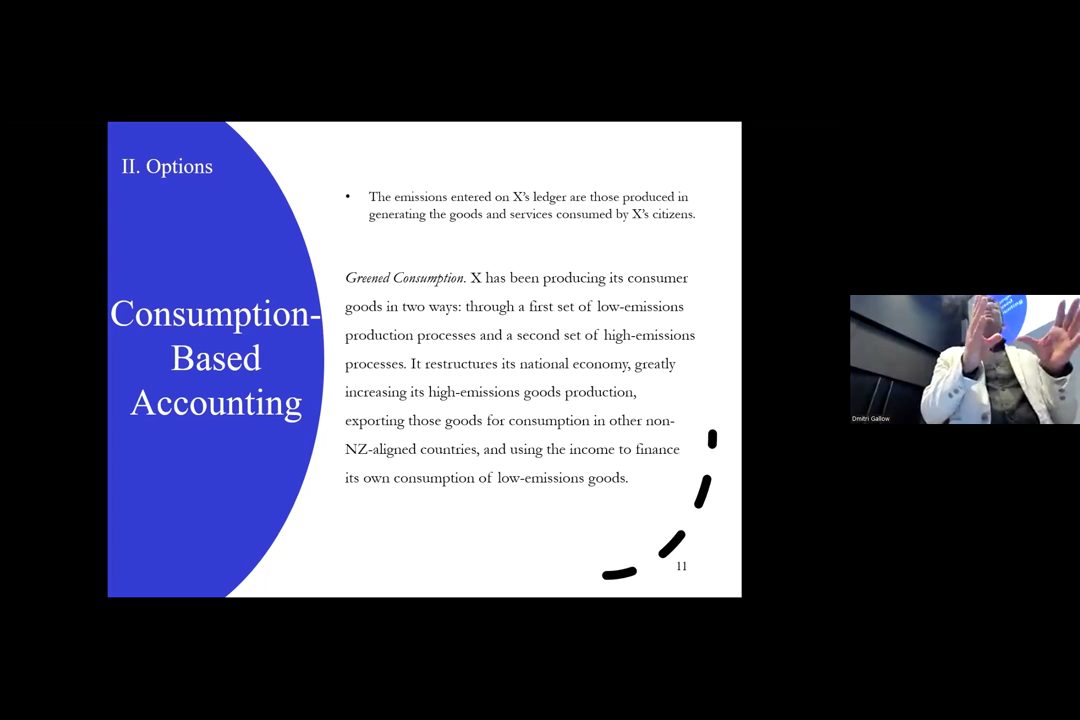 II. Options
Consumption-
Based
Accounting
• The emissions entered on X's ledger are those produced in
generating the goods and services consumed by X's citizens.
Greened Consumption. X has been producing its consumer
goods in two ways: through a first set of low-emissions
production processes and a second set of high-emissions
processes. It restructures its national economy, greatly
increasing its high-emissions goods production,
exporting those goods for consumption in other non-
NZ-aligned countries, and using the income to finance
its own consumption of low-emissions goods.
11
Dmitri Gallow